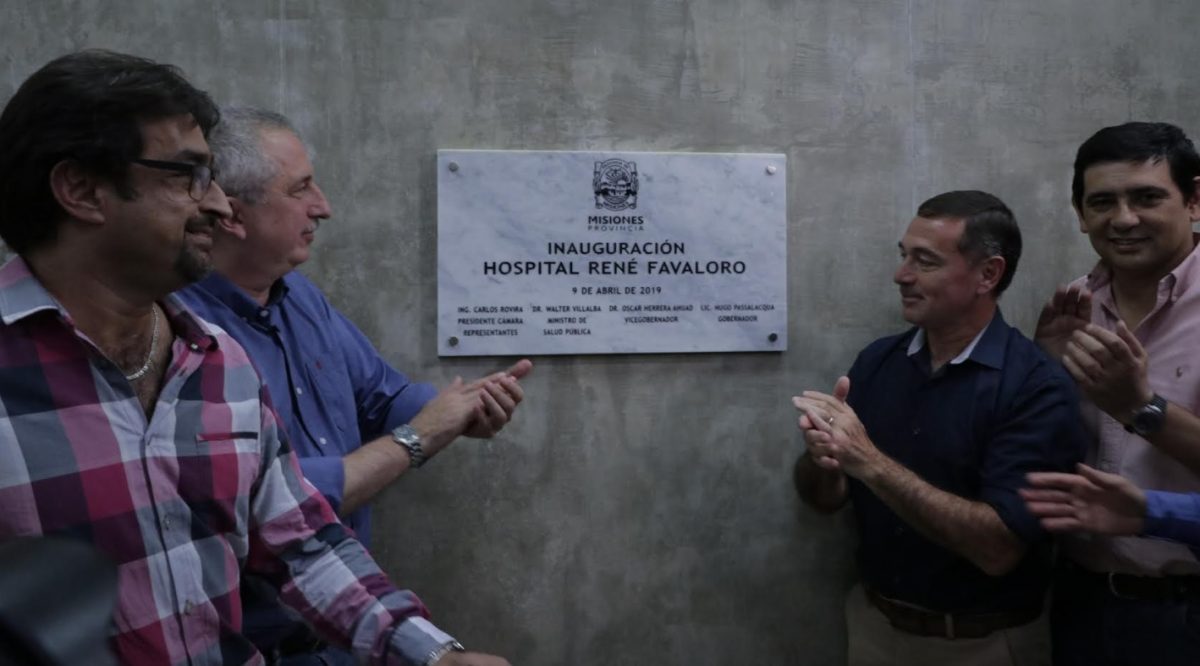 MISIONES
PROVINCIA
INAUGURACIÓN
HOSPITAL RENÉ FAVALORO
9 DE ABRIL DE 2019
ING. CARLOS ROVIRA DR. WALTER VILLALBA DR. OSCAR HERRERA AHUAD LIC. HUGO PASSALACQUA
PRESIDENTE CÁMARA MINISTRO DE VICEGOBERNADOR GOBERNADOR
REPRESENTANTES SALUD PÚBLICA